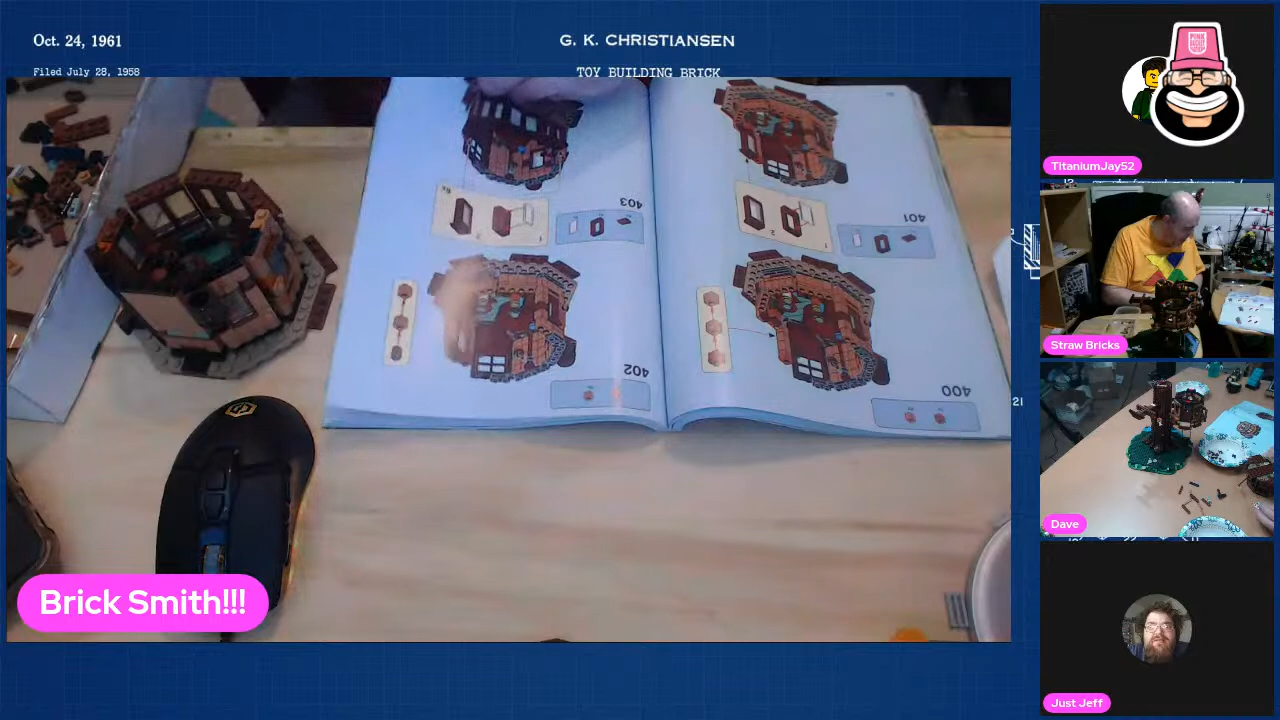 Oct. 24, 1961
G. K. CHRISTIANSEN
Filed July 28, 1958
TOY BUILDING BRICK
TitaniumJay52
403
401
402
400
Straw Bricks
21
Dave
Brick Smith!!!
Just Jeff